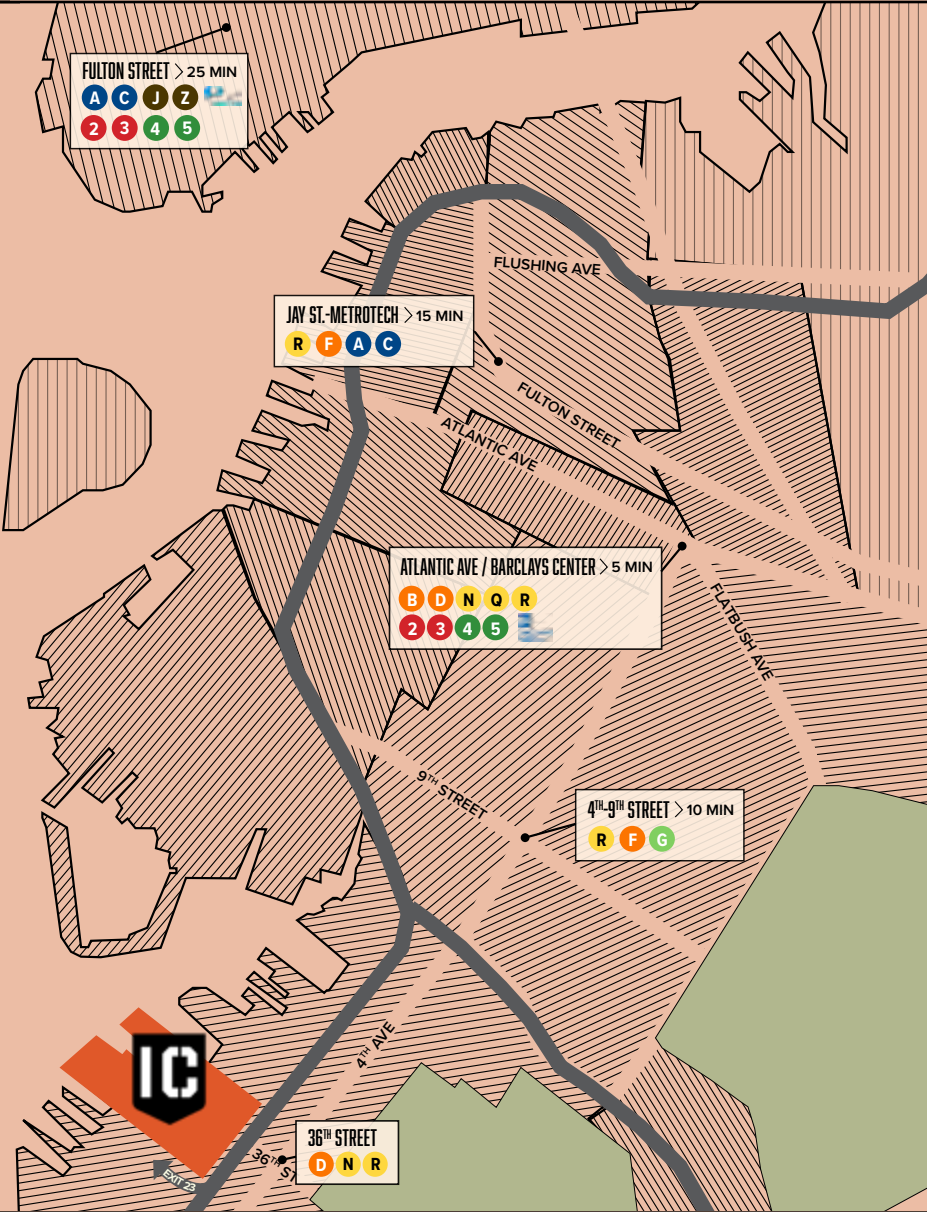 FULTON STREET > 25 MIN
A C J Z
2 3 4 5
FLUSHING AVE
JAY ST.-METROTECH > 15 MIN
R F A C
FULTON STREET
ATLANTIC AVE
ATLANTIC AVE / BARCLAYS CENTER > 5 MIN
B D N Q R
2 3 4 5
FLATBUSH AVE
9TH STREET
4TH-9TH STREET > 10 MIN
R F G
4TH AVE
IC
36TH STREET
D N R
36TH ST
EXIT 23